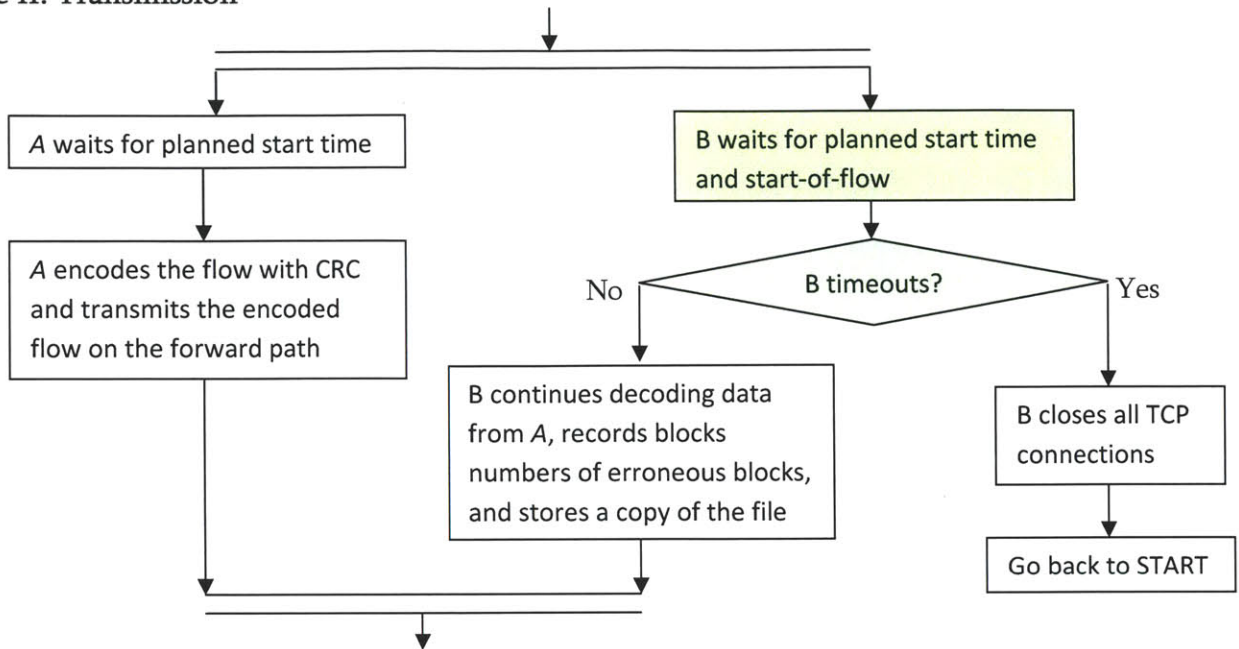 e II: Transmission
A waits for planned start time
B waits for planned start time
and start-of-flow
A encodes the flow with CRC
and transmits the encoded
flow on the forward path
B timeouts?
No
Yes
B continues decoding data
from A, records blocks
numbers of erroneous blocks,
and stores a copy of the file
B closes all TCP
connections
Go back to START